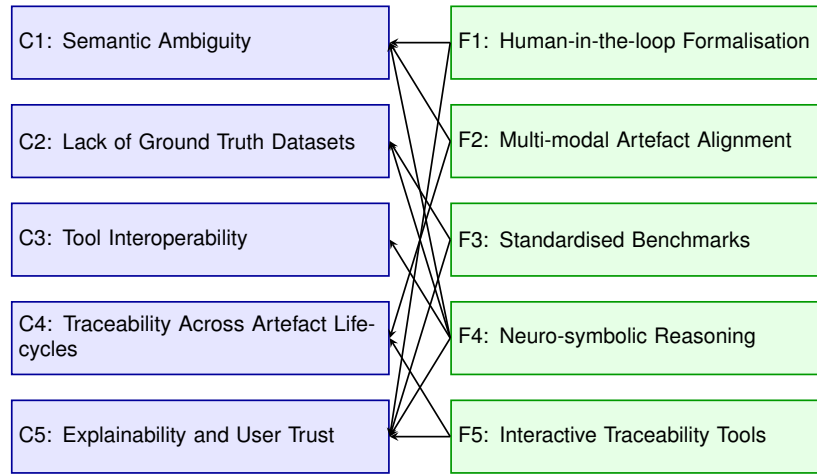 C1: Semantic Ambiguity
F1: Human-in-the-loop Formalisation
C2: Lack of Ground Truth Datasets
F2: Multi-modal Artefact Alignment
C3: Tool Interoperability
F3: Standardised Benchmarks
C4: Traceability Across Artefact Life-
cycles
F4: Neuro-symbolic Reasoning
C5: Explainability and User Trust
F5: Interactive Traceability Tools